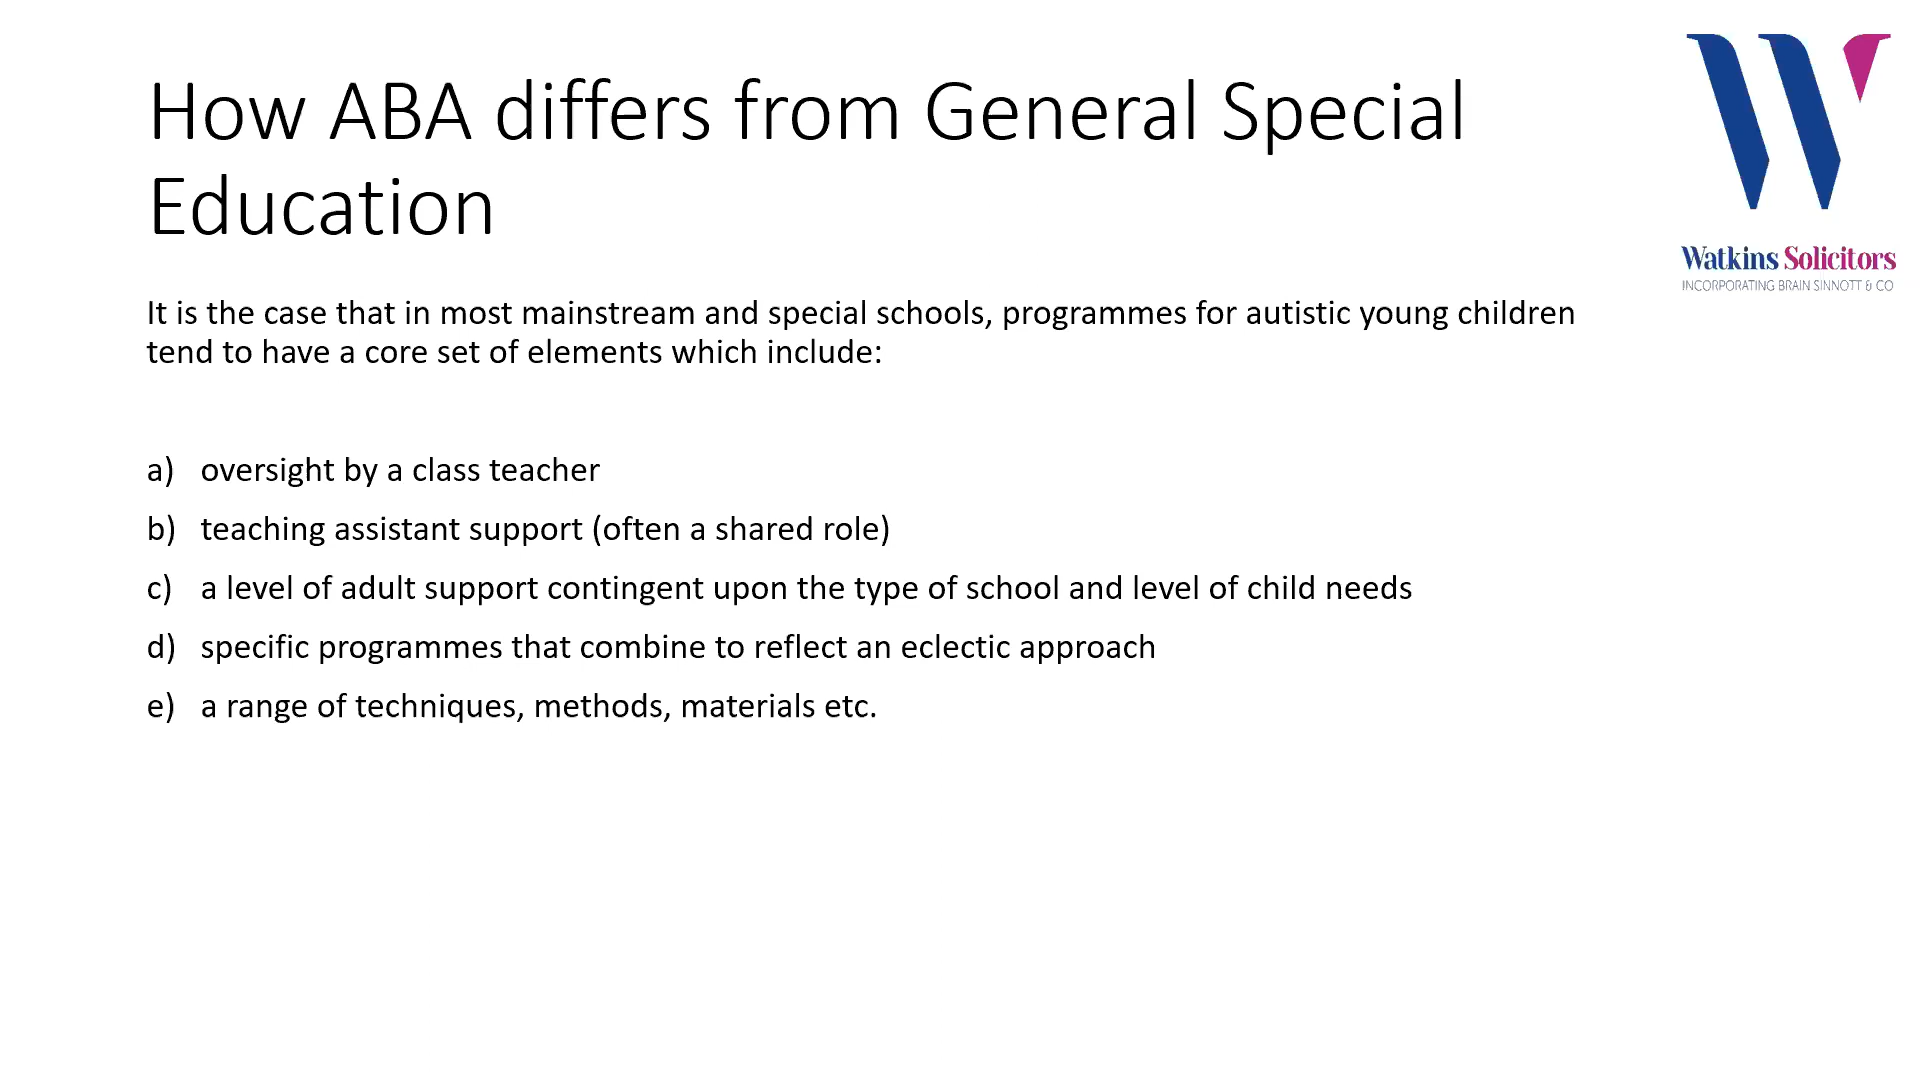 How ABA differs from General Special
Education
Watkins Solicitors
INCORPORATING BRAIN SINNOTT & CO
It is the case that in most mainstream and special schools, programmes for autistic young children
tend to have a core set of elements which include:
a) oversight by a class teacher
b) teaching assistant support (often a shared role)
c) a level of adult support contingent upon the type of school and level of child needs
d) specific programmes that combine to reflect an eclectic approach
e) a range of techniques, methods, materials etc.